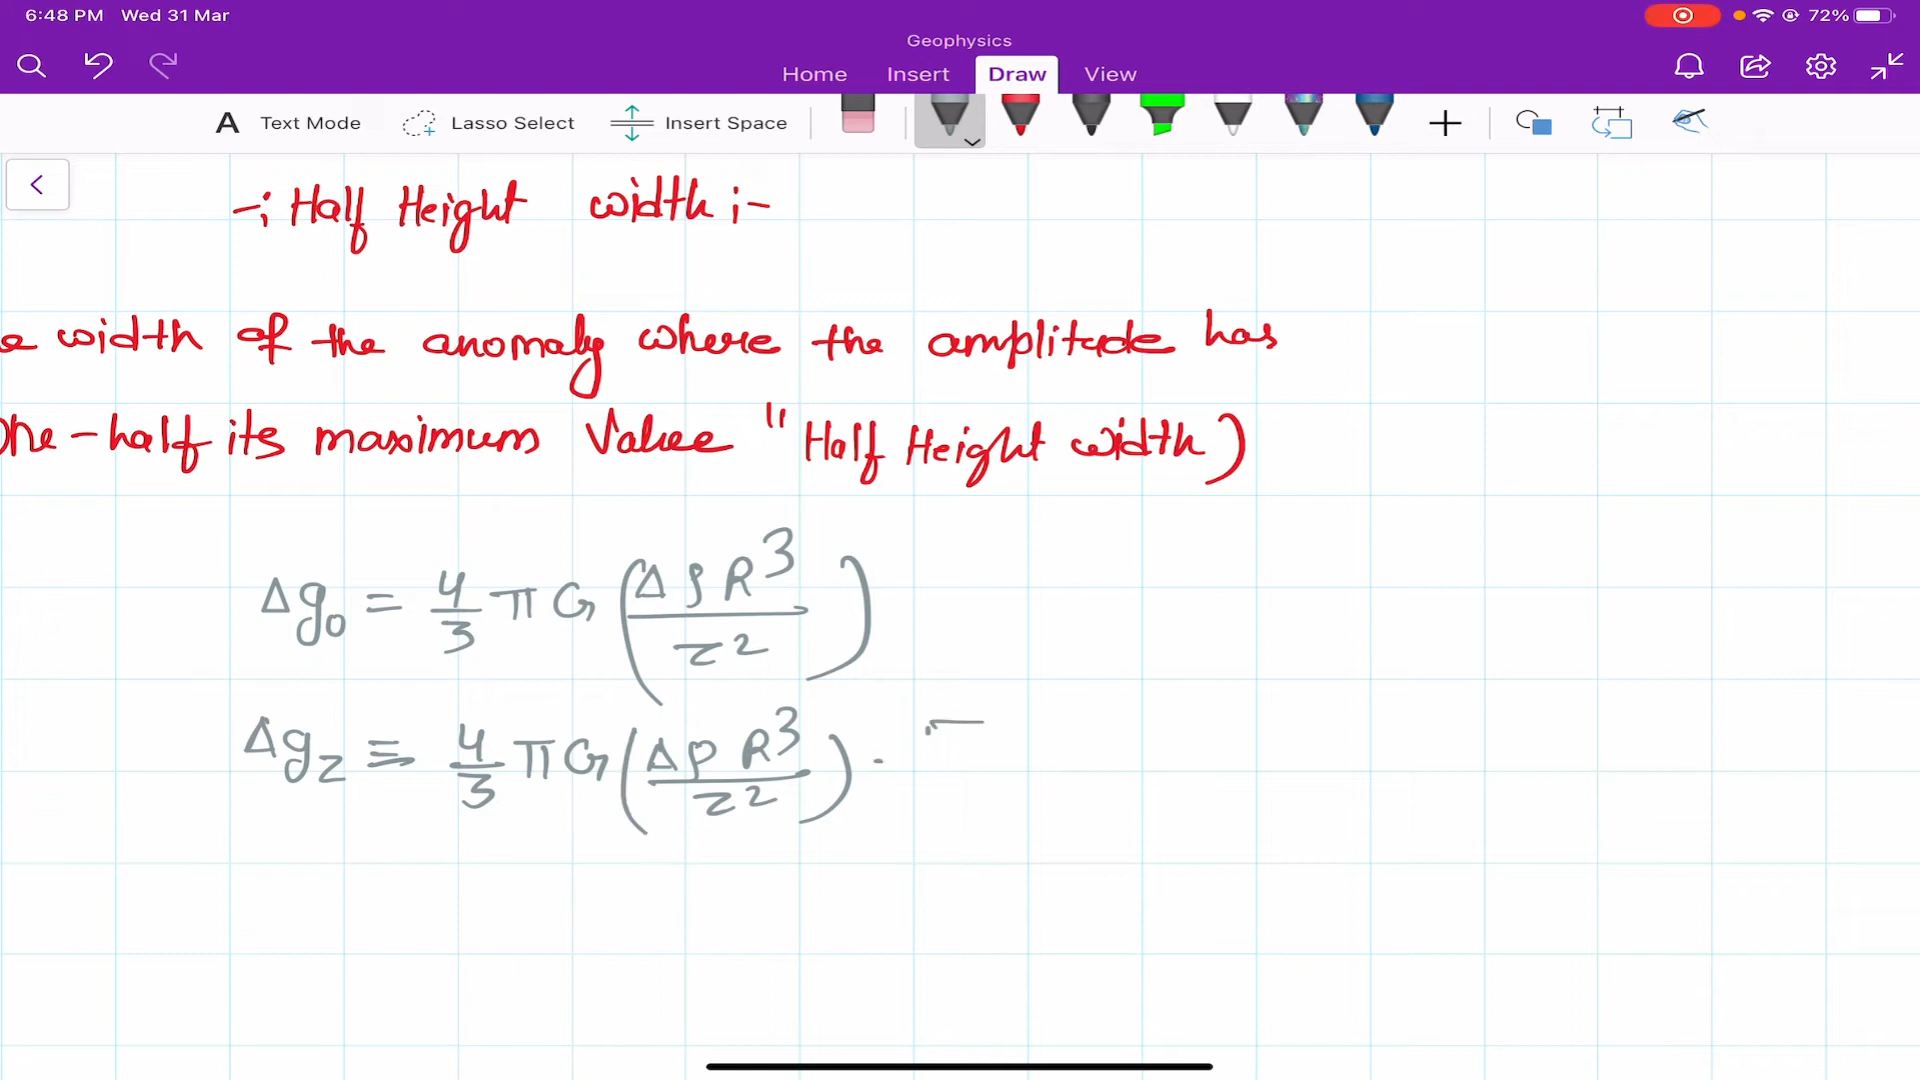 6:48 PM Wed 31 Mar
72%
Geophysics
Home Insert Draw View
Text Mode Lasso Select Insert Space
-: Half Height width :-
e width of the anomaly where the amplitude has
One-half its maximum Value " Half Height width)
Δg₀ = 4/3 π G (Δρ R³ / z²)
Δg_z = 4/3 π G (Δρ R³ / z²) ·